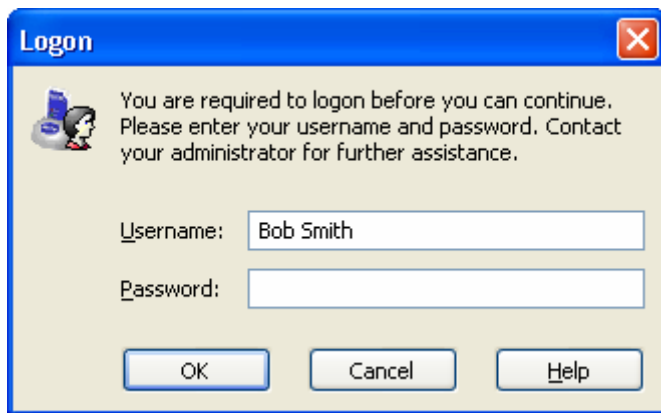 Logon
You are required to logon before you can continue.
Please enter your username and password. Contact
your administrator for further assistance.
Username: Bob Smith
Password:
OK Cancel Help